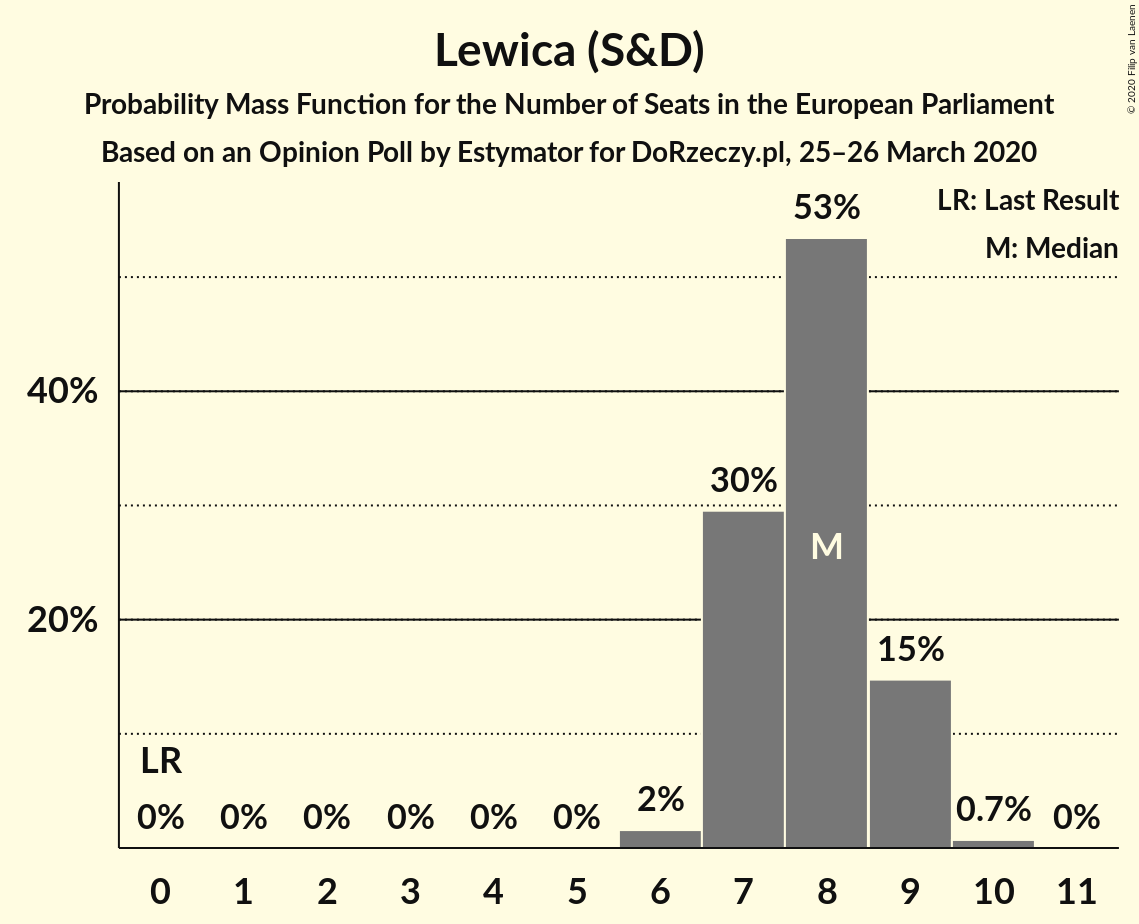 Lewica (S&D)
Probability Mass Function for the Number of Seats in the European Parliament
Based on an Opinion Poll by Estymator for DoRzeczy.pl, 25–26 March 2020
© 2020 Filip van Laenen
LR: Last Result
M: Median
53%
40%
30%
M
20%
15%
LR
0% 0% 0% 0% 0% 0% 2% 0.7% 0%
0 1 2 3 4 5 6 7 8 9 10 11